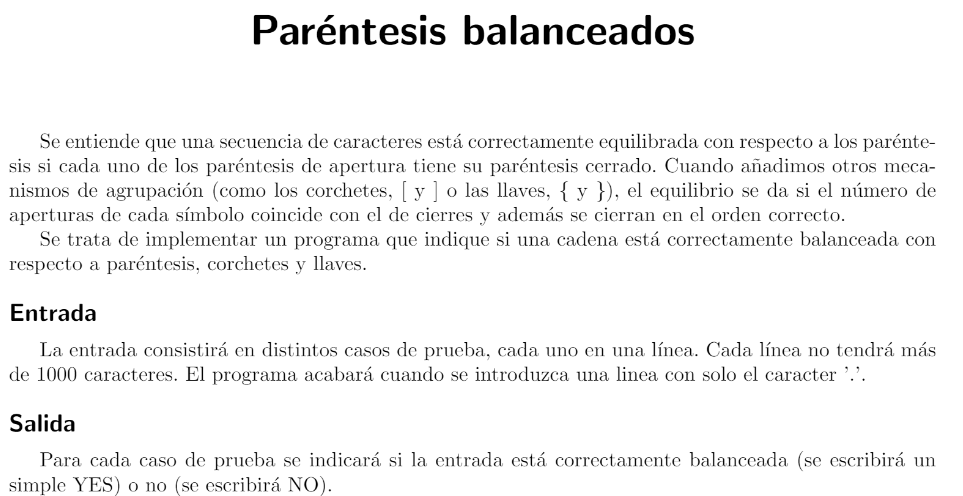 Paréntesis balanceados
Se entiende que una secuencia de caracteres está correctamente equilibrada con respecto a los parénte-
sis si cada uno de los paréntesis de apertura tiene su paréntesis cerrado. Cuando añadimos otros meca-
nismos de agrupación (como los corchetes, [ y ] o las llaves, { y }), el equilibrio se da si el número de
aperturas de cada símbolo coincide con el de cierres y además se cierran en el orden correcto.
Se trata de implementar un programa que indique si una cadena está correctamente balanceada con
respecto a paréntesis, corchetes y llaves.
Entrada
La entrada consistirá en distintos casos de prueba, cada uno en una línea. Cada línea no tendrá más
de 1000 caracteres. El programa acabará cuando se introduzca una linea con solo el caracter '.'.
Salida
Para cada caso de prueba se indicará si la entrada está correctamente balanceada (se escribirá un
simple YES) o no (se escribirá NO).